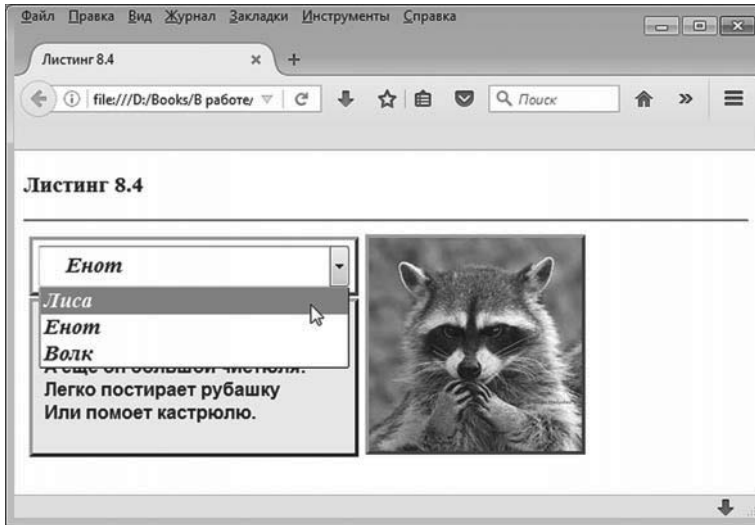 Файл Правка Вид Журнал Закладки Инструменты Справка
Листинг 8.4
file:///D:/Books/В работе/
Поиск
Листинг 8.4
Енот
Лиса
Енот
Волк
А еще он большой чистюля:
Легко постирает рубашку
Или помоет кастрюлю.